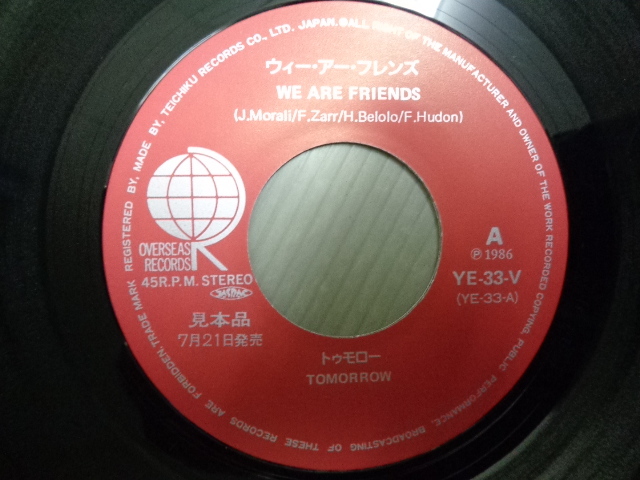 TRADE MARK REGISTERED BY, MADE BY, TEICHIKU RECORDS CO., LTD. JAPAN. ALL RIGHT OF THE MANUFACTURER AND OWNER OF THE WORK RECORDED COPYING, PUBLIC PERFORMANCE, BROADCASTING OF THESE RECORDS ARE FORBIDDEN.
ウィー・アー・フレンズ
WE ARE FRIENDS
(J.Morali/F.Zarr/H.Belolo/F.Hudon)
R
OVERSEAS
RECORDS
45R.P.M. STEREO
JASRAC
見本品
7月21日発売
A
Ⓟ1986
YE-33-V
(YE-33-A)
トゥモロー
TOMORROW